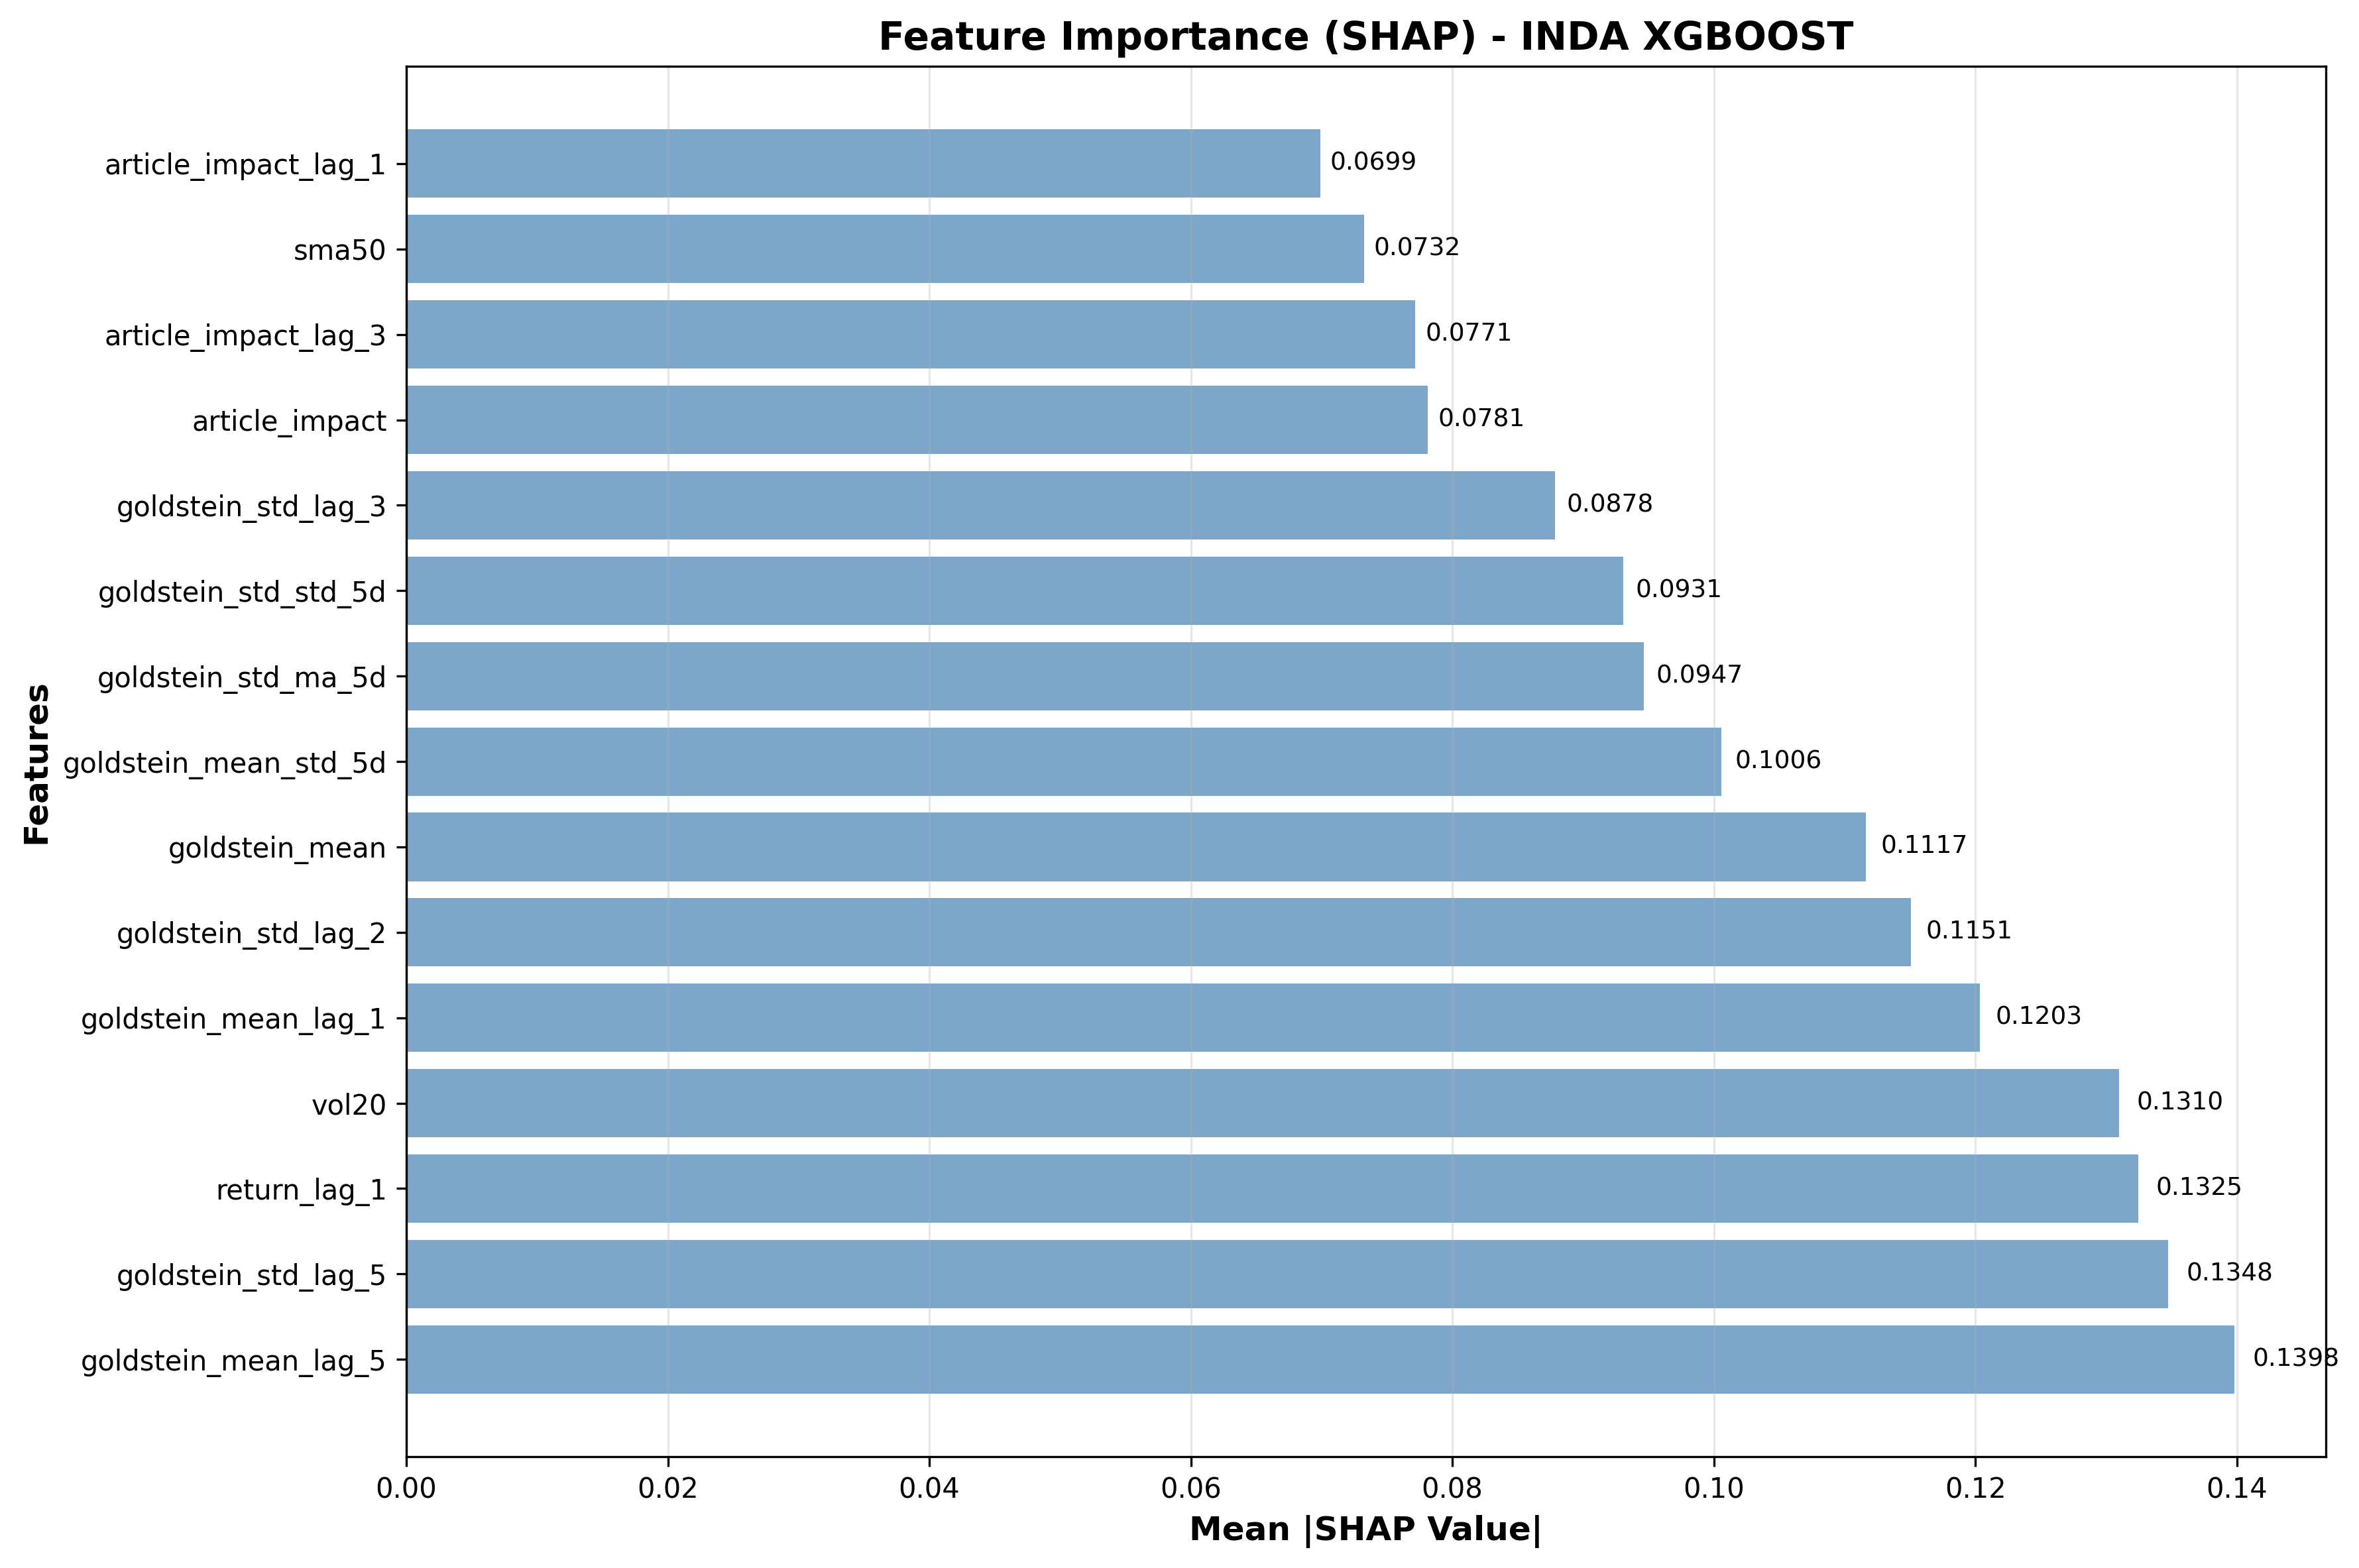 Feature Importance (SHAP) - INDA XGBOOST
article_impact_lag_1 0.0699
sma50 0.0732
article_impact_lag_3 0.0771
article_impact 0.0781
goldstein_std_lag_3 0.0878
goldstein_std_std_5d 0.0931
goldstein_std_ma_5d 0.0947
goldstein_mean_std_5d 0.1006
goldstein_mean 0.1117
goldstein_std_lag_2 0.1151
goldstein_mean_lag_1 0.1203
vol20 0.1310
return_lag_1 0.1325
goldstein_std_lag_5 0.1348
goldstein_mean_lag_5 0.1398
Features
0.00 0.02 0.04 0.06 0.08 0.10 0.12 0.14
Mean |SHAP Value|